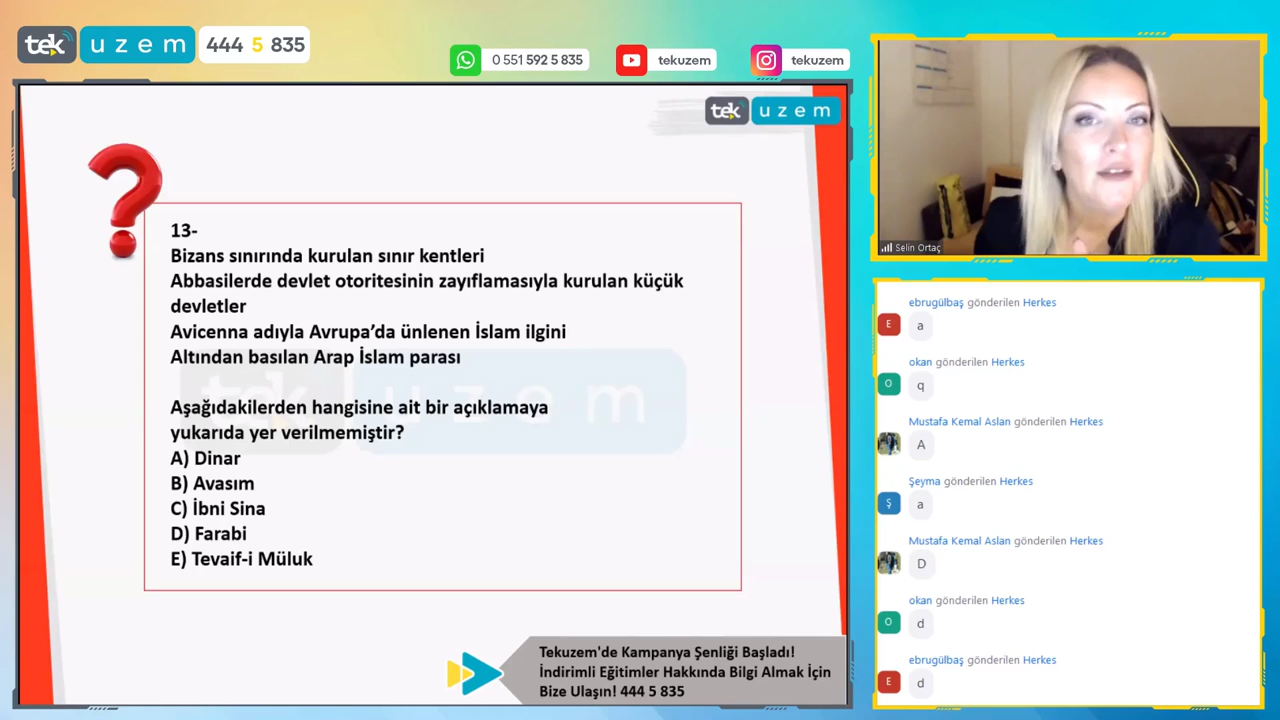 tek uzem 444 5 835
0 551 592 5 835
tekuzem
tekuzem
tek uzem
13-
Bizans sınırında kurulan sınır kentleri
Abbasilerde devlet otoritesinin zayıflamasıyla kurulan küçük
devletler
Avicenna adıyla Avrupa’da ünlenen İslam ilgini
Altından basılan Arap İslam parası
Aşağıdakilerden hangisine ait bir açıklamaya
yukarıda yer verilmemiştir?
A) Dinar
B) Avasım
C) İbni Sina
D) Farabi
E) Tevaif-i Müluk
tek uzem
Tekuzem'de Kampanya Şenliği Başladı!
İndirimli Eğitimler Hakkında Bilgi Almak İçin
Bize Ulaşın! 444 5 835
Selin Ortaç
ebrugülbaş gönderilen Herkes
E a
okan gönderilen Herkes
O q
Mustafa Kemal Aslan gönderilen Herkes
A
Şeyma gönderilen Herkes
Ş a
Mustafa Kemal Aslan gönderilen Herkes
D
okan gönderilen Herkes
O d
ebrugülbaş gönderilen Herkes
E d